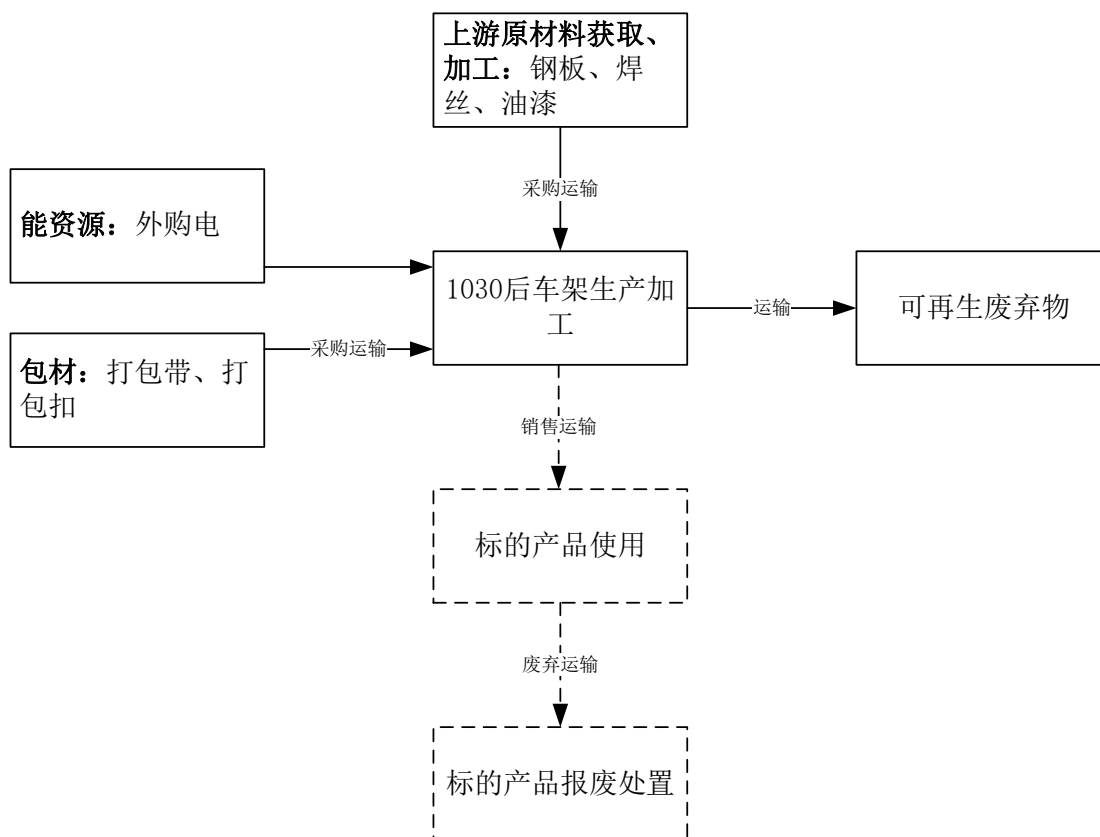 上游原材料获取、
加工：钢板、焊
丝、油漆
采购运输
能资源：外购电
1030后车架生产加
工
运输
可再生废弃物
包材：打包带、打
包扣
采购运输
销售运输
标的产品使用
废弃运输
标的产品报废处置